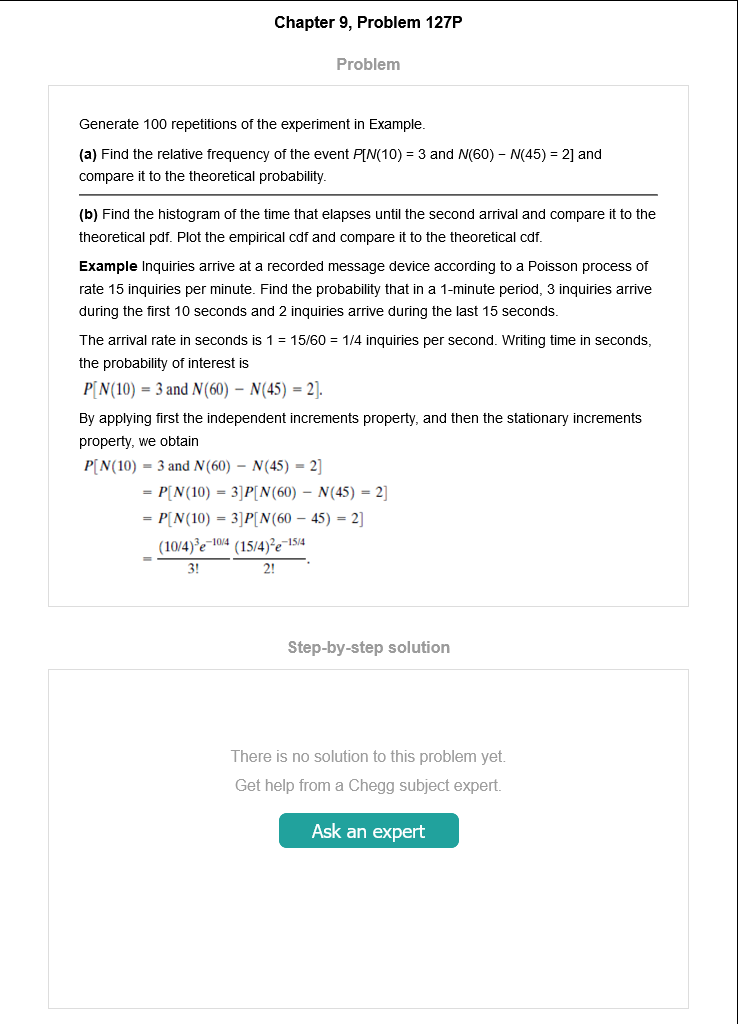 Chapter 9, Problem 127P
Problem
Generate 100 repetitions of the experiment in Example.
(a) Find the relative frequency of the event P[N(10) = 3 and N(60) − N(45) = 2] and
compare it to the theoretical probability.
(b) Find the histogram of the time that elapses until the second arrival and compare it to the
theoretical pdf. Plot the empirical cdf and compare it to the theoretical cdf.
Example Inquiries arrive at a recorded message device according to a Poisson process of
rate 15 inquiries per minute. Find the probability that in a 1-minute period, 3 inquiries arrive
during the first 10 seconds and 2 inquiries arrive during the last 15 seconds.
The arrival rate in seconds is 1 = 15/60 = 1/4 inquiries per second. Writing time in seconds,
the probability of interest is
P[N(10) = 3 and N(60) − N(45) = 2].
By applying first the independent increments property, and then the stationary increments
property, we obtain
P[N(10) = 3 and N(60) − N(45) = 2]
= P[N(10) = 3]P[N(60) − N(45) = 2]
= P[N(10) = 3]P[N(60 − 45) = 2]
= (10/4)³e^−10/4 / 3! (15/4)²e^−15/4 / 2!.
Step-by-step solution
There is no solution to this problem yet.
Get help from a Chegg subject expert.
Ask an expert